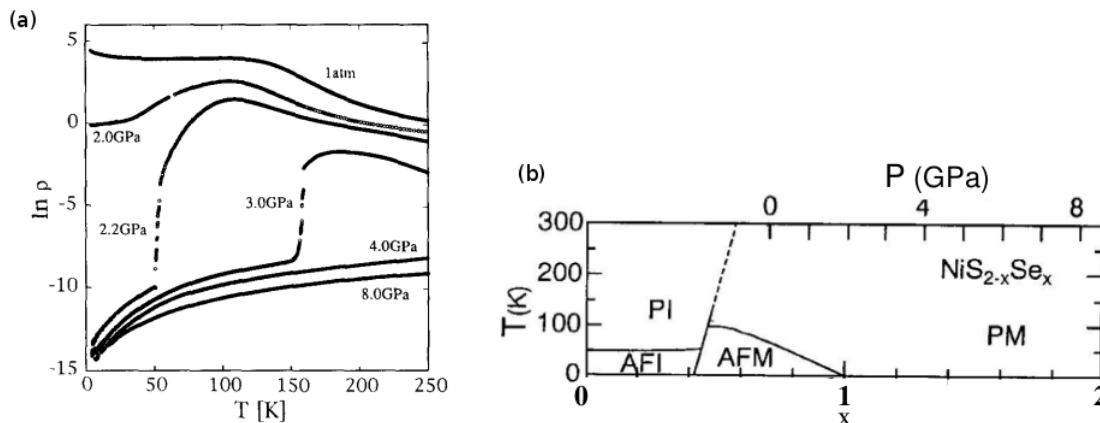 (a)
5
0
-5
-10
-15
ln ρ
1atm
2.0GPa
2.2GPa
3.0GPa
4.0GPa
8.0GPa
0 50 100 150 200 250
T [K]
(b)
P (GPa)
0 4 6 8
300
200
100
0
T(K)
NiS2-xSex
PI
PM
AFI
AFM
0 1 2
x